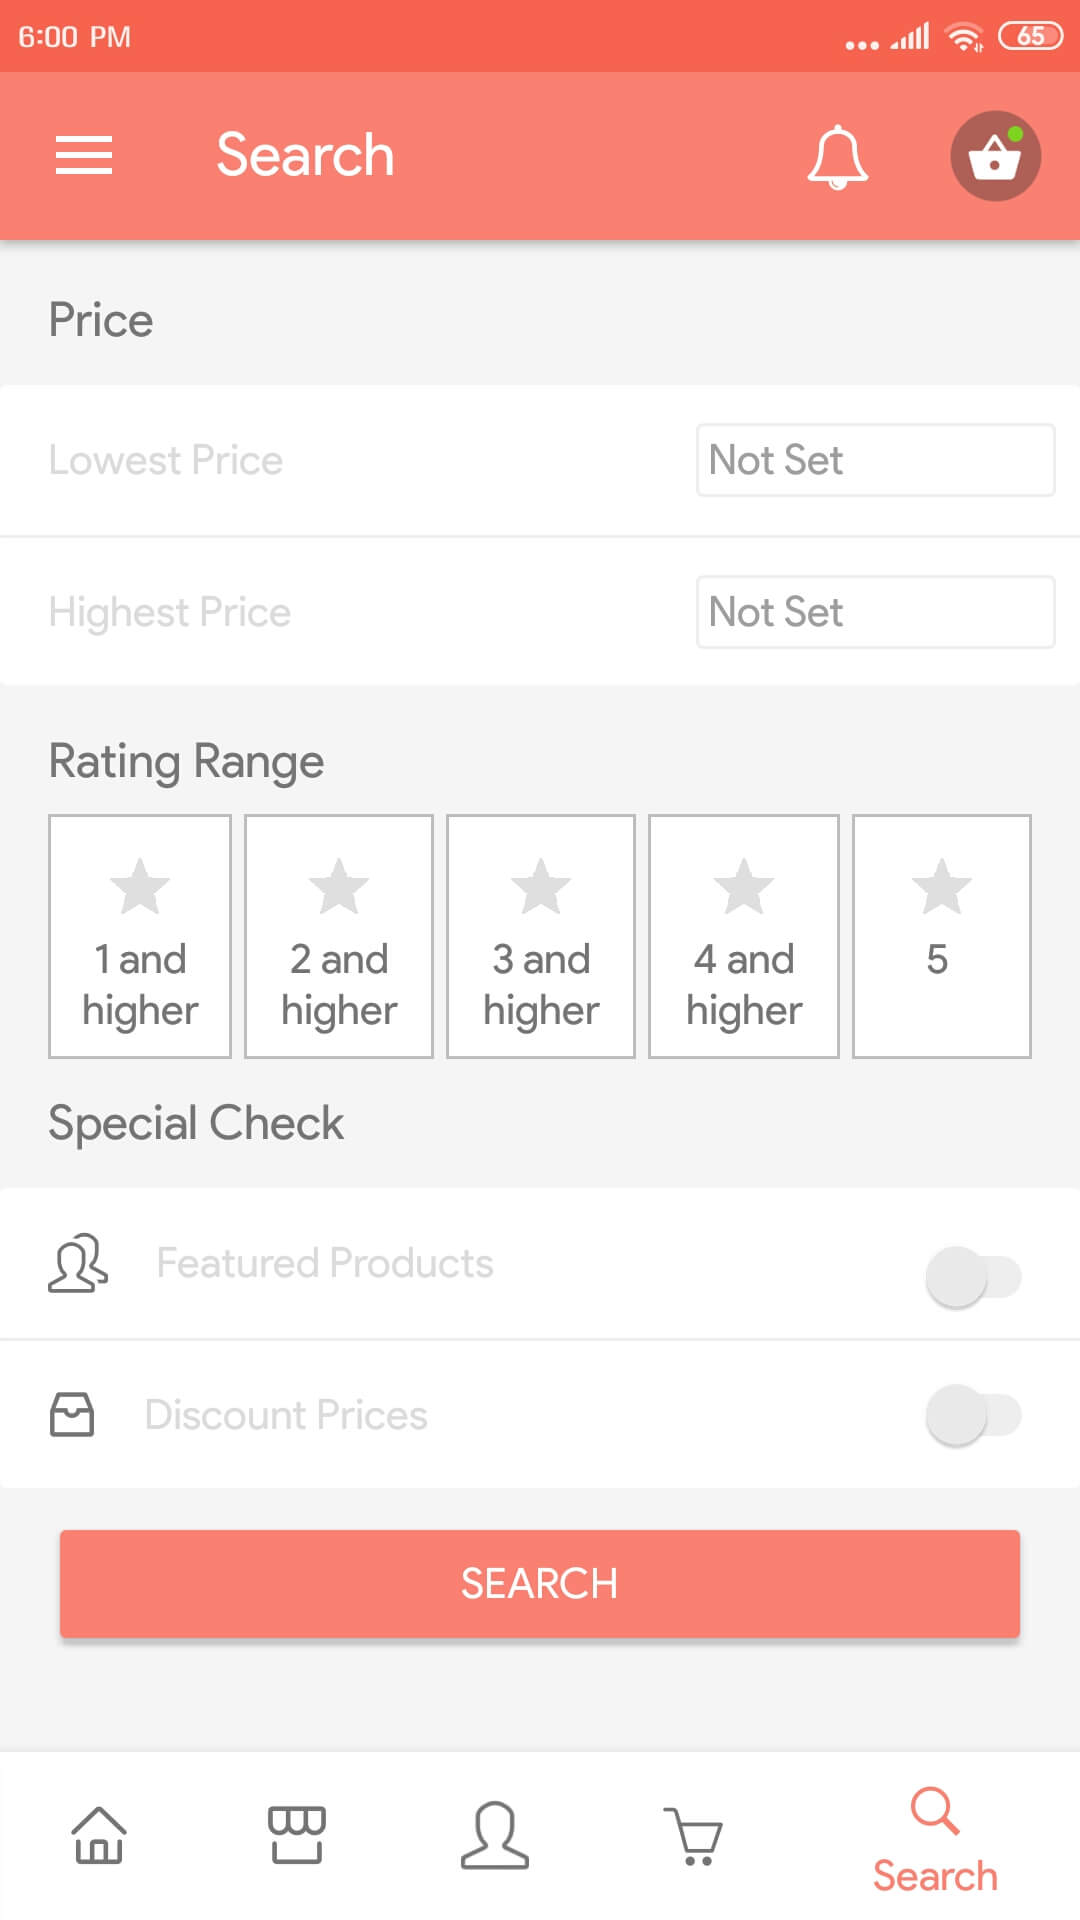 6:00 PM
65
Search
Price
Lowest Price
Not Set
Highest Price
Not Set
Rating Range
1 and
higher
2 and
higher
3 and
higher
4 and
higher
5
Special Check
Featured Products
Discount Prices
SEARCH
Search